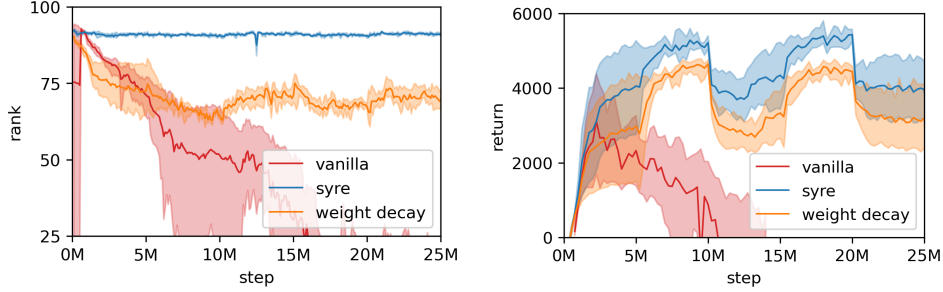 100
75
50
25
rank
0M 5M 10M 15M 20M 25M
step
vanilla
syre
weight decay
6000
4000
2000
0
return
0M 5M 10M 15M 20M 25M
step
vanilla
syre
weight decay